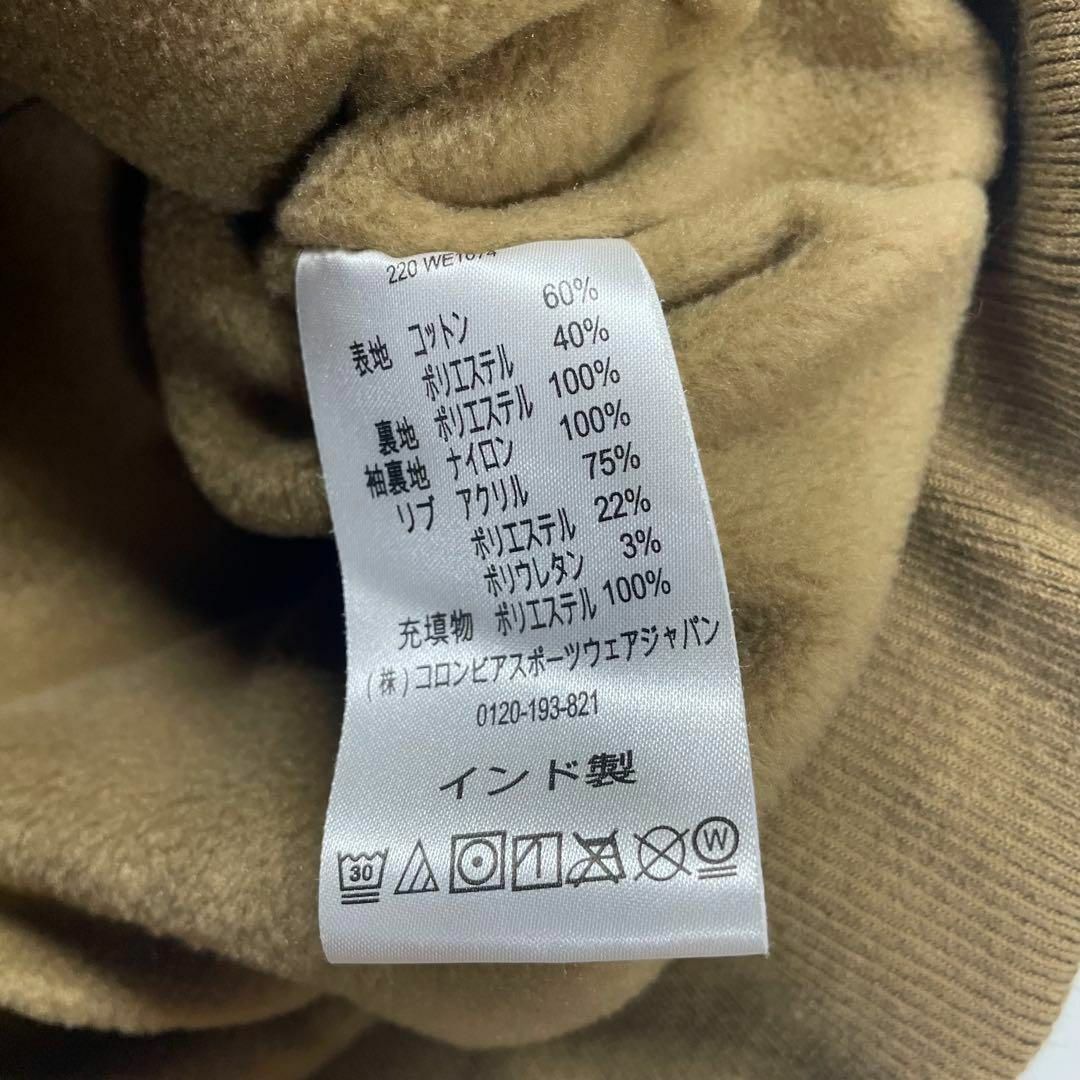 220 WE1674
表地 コットン 60%
ポリエステル 40%
裏地 ポリエステル 100%
袖裏地 ナイロン 100%
リブ アクリル 75%
ポリエステル 22%
ポリウレタン 3%
充填物 ポリエステル 100%
(株)コロンビアスポーツウェアジャパン
0120-193-821
インド製
30 W